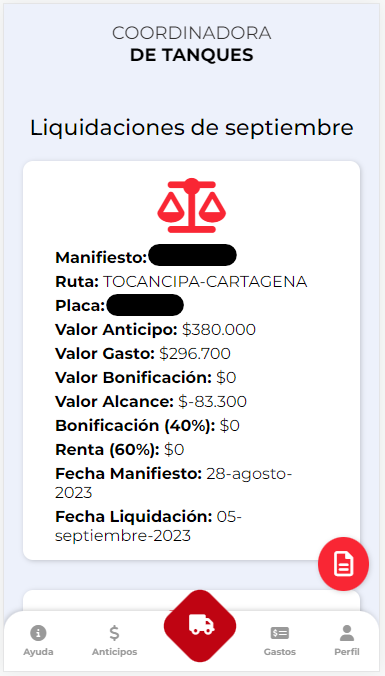 COORDINADORA
DE TANQUES
Liquidaciones de septiembre
Manifiesto:
Ruta: TOCANCIPA-CARTAGENA
Placa:
Valor Anticipo: $380.000
Valor Gasto: $296.700
Valor Bonificación: $0
Valor Alcance: $-83.300
Bonificación (40%): $0
Renta (60%): $0
Fecha Manifiesto: 28-agosto-
2023
Fecha Liquidación: 05-
septiembre-2023
Ayuda
Anticipos
Gastos
Perfil